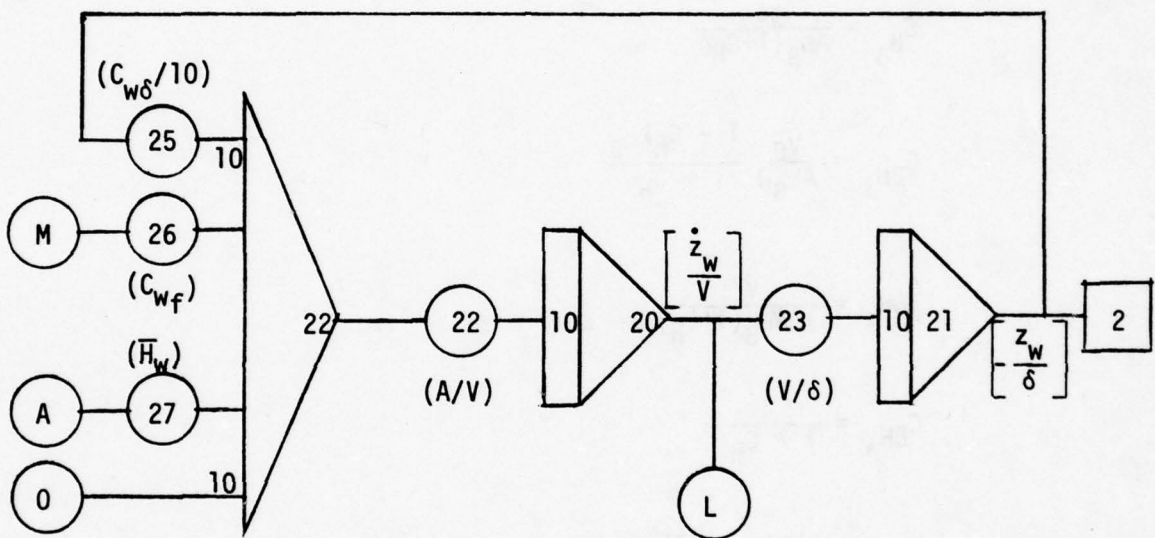 (C_wδ/10)
25
10
M
26
(C_wf)
22
22
(A/V)
10
20
[ż_w/V]
23
(V/δ)
10
21
[-z_w/δ]
2
(H̅_w)
A
27
O
10
L